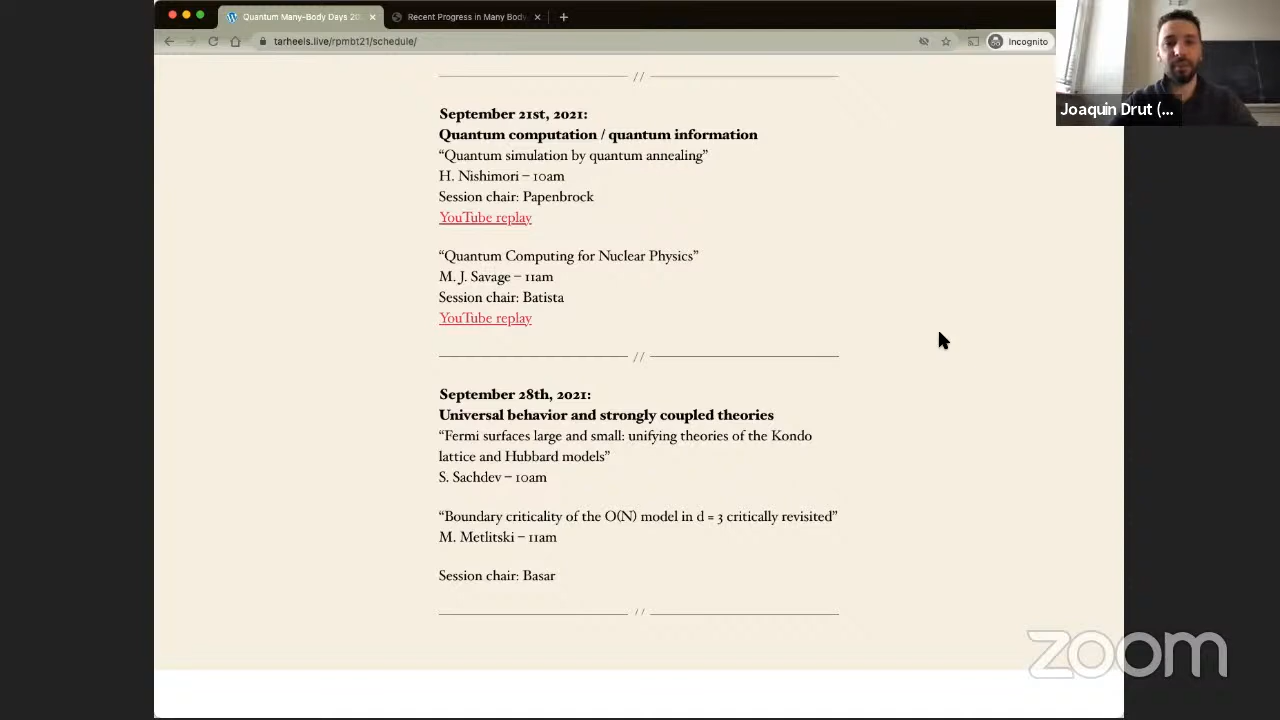 Quantum Many-Body Days 20
Recent Progress in Many Body
tarheels.live/rpmbt21/schedule/
Incognito
Joaquin Drut (...
//
September 21st, 2021:
Quantum computation / quantum information
“Quantum simulation by quantum annealing”
H. Nishimori – 10am
Session chair: Papenbrock
YouTube replay
“Quantum Computing for Nuclear Physics”
M. J. Savage – 11am
Session chair: Batista
YouTube replay
//
September 28th, 2021:
Universal behavior and strongly coupled theories
“Fermi surfaces large and small: unifying theories of the Kondo
lattice and Hubbard models”
S. Sachdev – 10am
“Boundary criticality of the O(N) model in d = 3 critically revisited”
M. Metlitski – 11am
Session chair: Basar
//
zoom